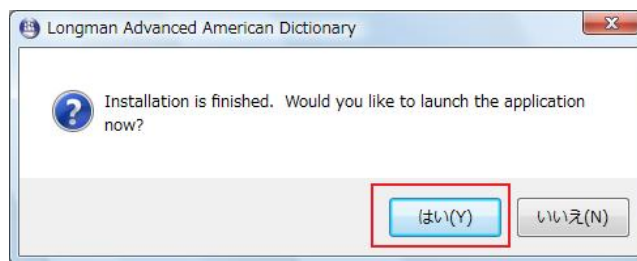 Longman Advanced American Dictionary
Installation is finished.  Would you like to launch the application
now?
はい(Y)
いいえ(N)